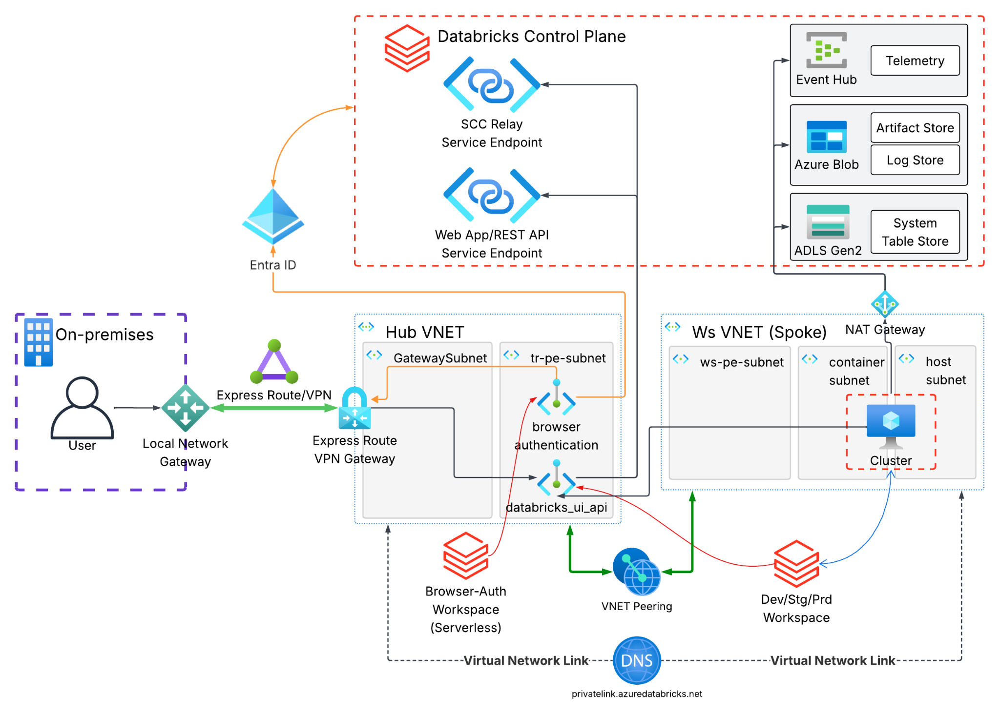 Databricks Control Plane
SCC Relay
Service Endpoint
Web App/REST API
Service Endpoint
Event Hub
Telemetry
Azure Blob
Artifact Store
Log Store
ADLS Gen2
System
Table Store
Entra ID
On-premises
User
Local Network
Gateway
Express Route/VPN
Express Route
VPN Gateway
Hub VNET
GatewaySubnet
tr-pe-subnet
browser
authentication
databricks_ui_api
NAT Gateway
Ws VNET (Spoke)
ws-pe-subnet
container
subnet
host
subnet
Cluster
Browser-Auth
Workspace
(Serverless)
VNET Peering
Dev/Stg/Prd
Workspace
Virtual Network Link
DNS
Virtual Network Link
privatelink.azuredatabricks.net